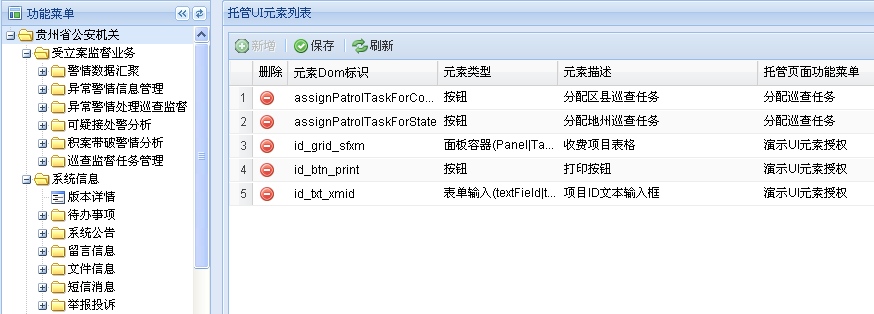 功能菜单
贵州省公安机关
受立案监督业务
警情数据汇聚
异常警情信息管理
异常警情处理巡查监督
可疑接处警分析
积案带破警情分析
巡查监督任务管理
系统信息
版本详情
待办事项
系统公告
留言信息
文件信息
短信消息
举报投诉
托管UI元素列表
新增 保存 刷新
删除 元素Dom标识 元素类型 元素描述 托管页面功能菜单
1 assignPatrolTaskForCo... 按钮 分配区县巡查任务 分配巡查任务
2 assignPatrolTaskForState 按钮 分配地州巡查任务 分配巡查任务
3 id_grid_sfxm 面板容器(Panel|Ta... 收费项目表格 演示UI元素授权
4 id_btn_print 按钮 打印按钮 演示UI元素授权
5 id_txt_xmid 表单输入(textField|t... 项目ID文本输入框 演示UI元素授权